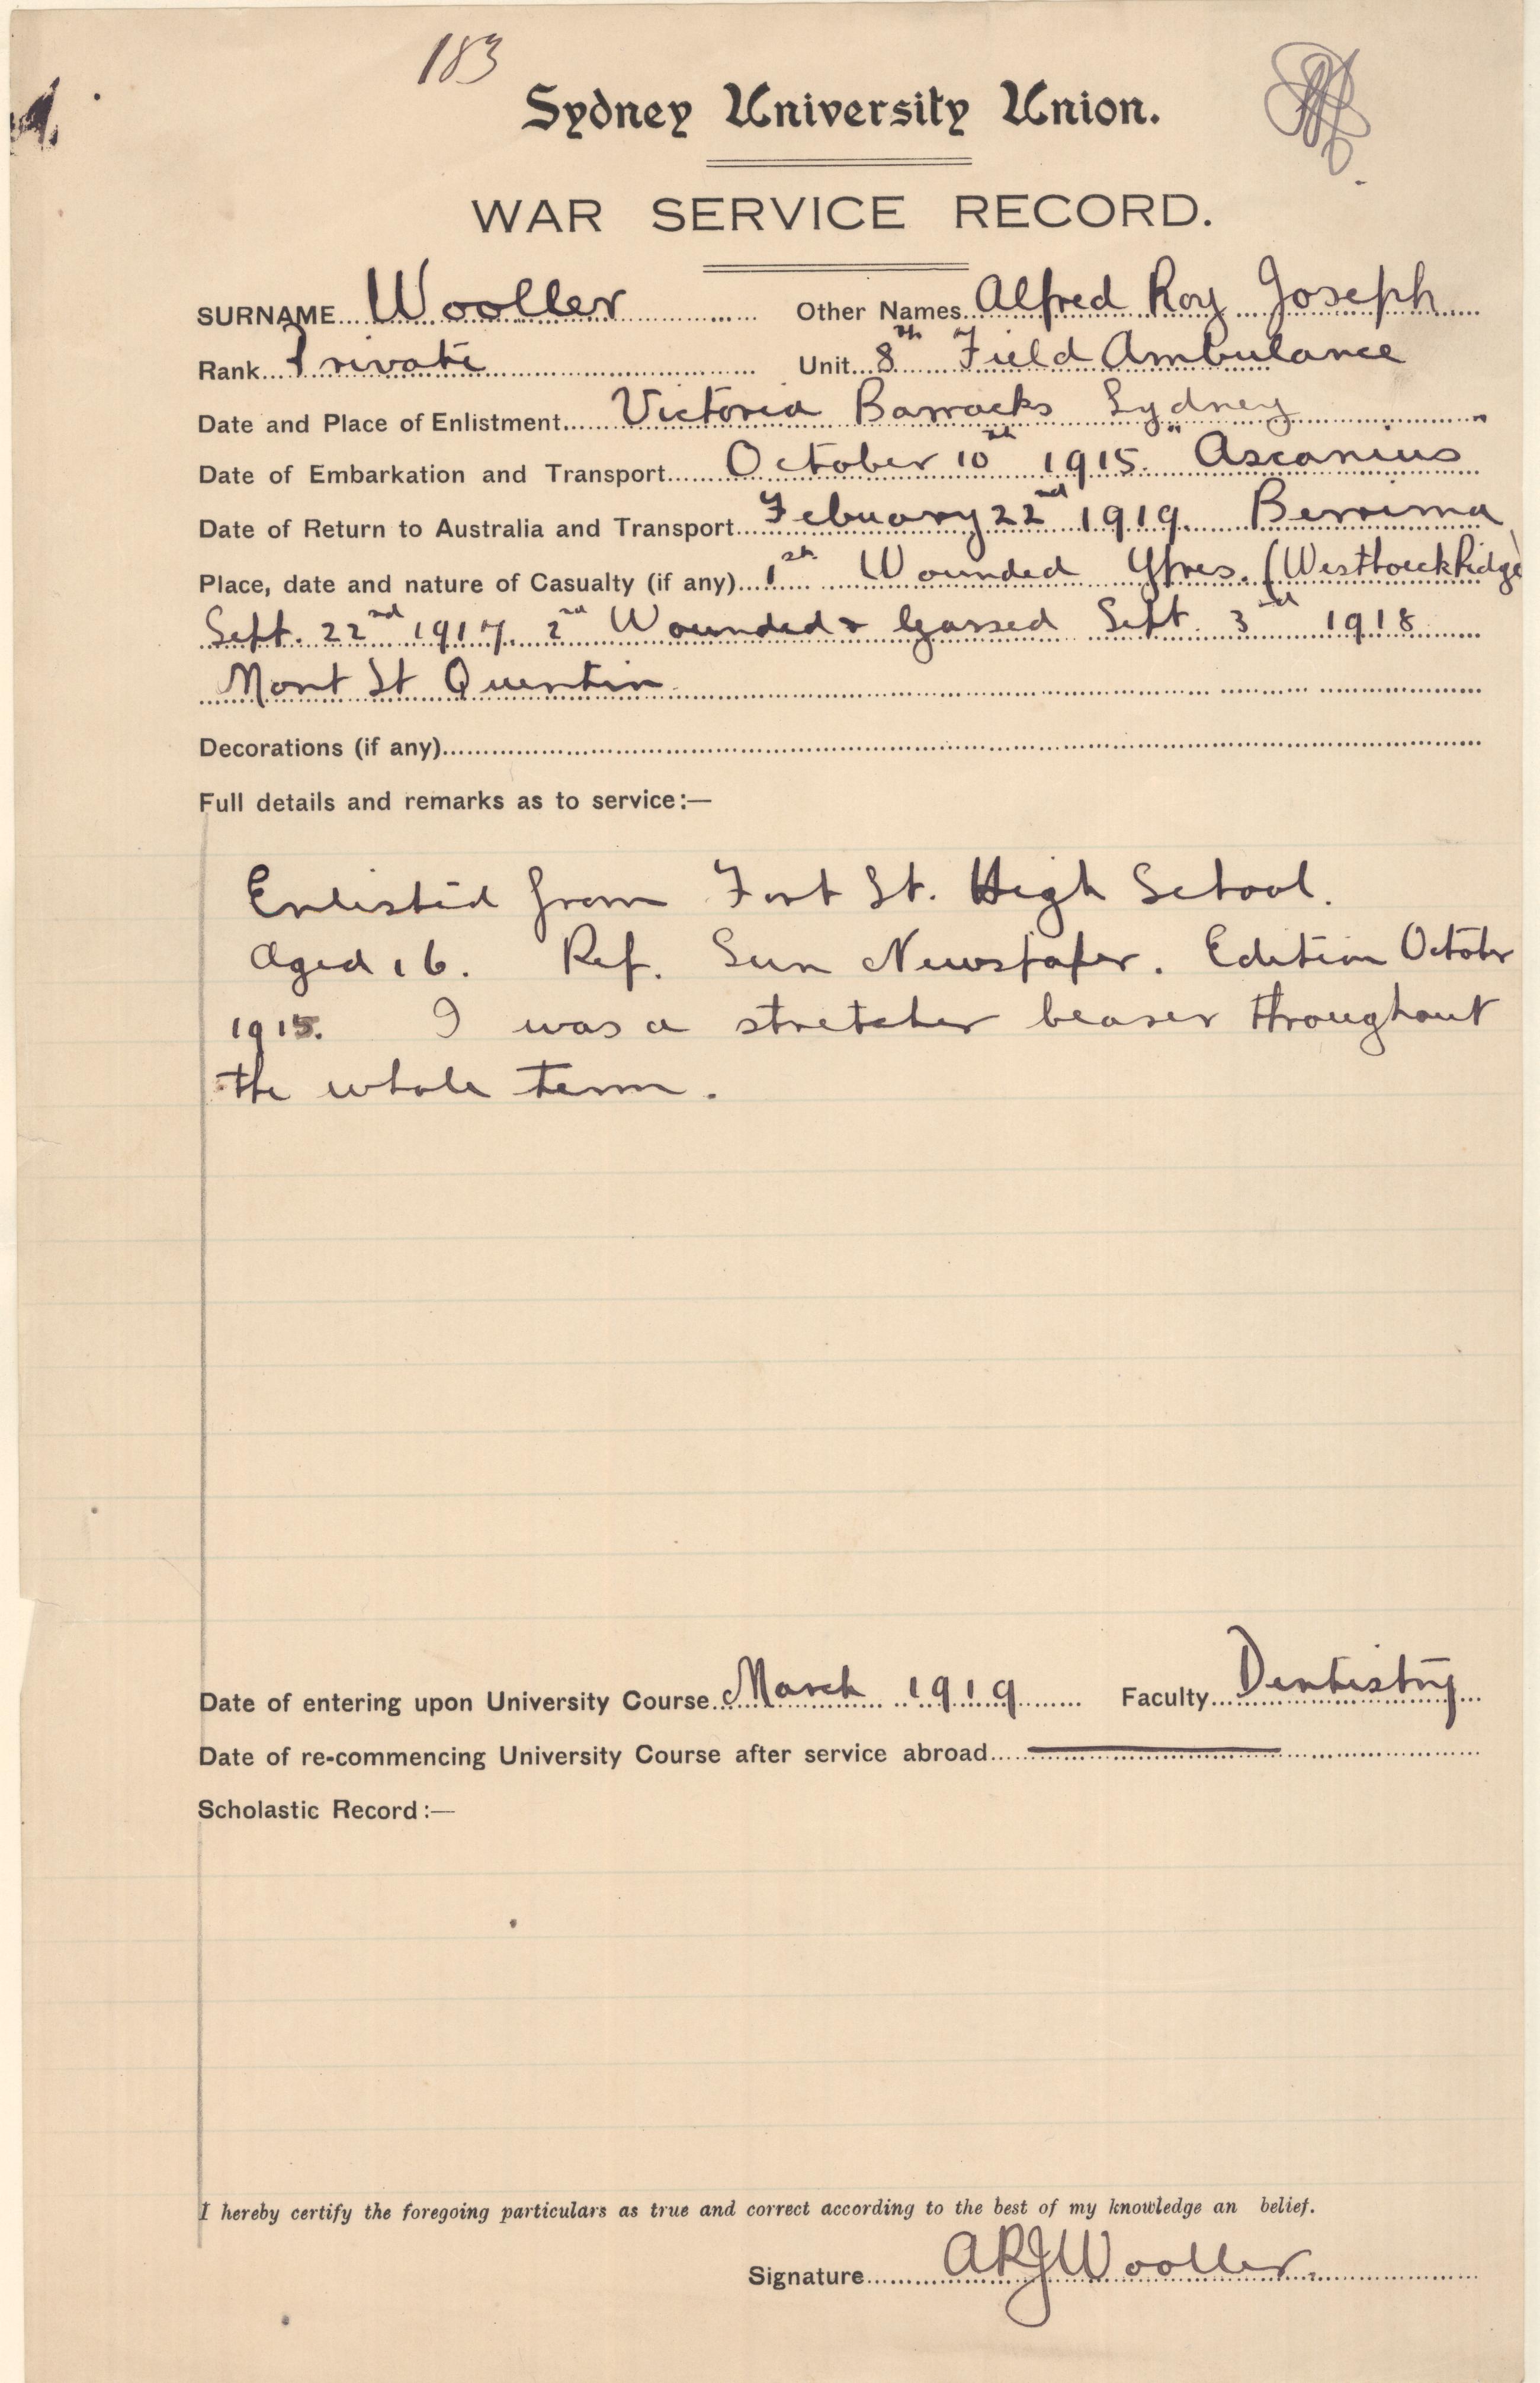 183
Sydney University Union.
WAR SERVICE RECORD.
SURNAME Wooller Other Names Alfred Roy Joseph
Rank Private Unit 8th Field Ambulance
Date and Place of Enlistment Victoria Barracks Sydney
Date of Embarkation and Transport October 10th 1915. "Ascanius
Date of Return to Australia and Transport Febuary 22nd 1919. Berrima
Place, date and nature of Casualty (if any) 1st Wounded Ypres. (Westhoeck Ridge)
Sept. 22nd 1917. 2nd Wounded & Gassed Sept. 3rd 1918
Mont St Quentin
Decorations (if any)
Full details and remarks as to service:—
Enlisted from Fort St. High School.
Aged 16. Ref. Sun Newspaper. Edition October
1915. I was a stretcher bearer throughout
the whole term.
Date of entering upon University Course March 1919 Faculty Dentistry
Date of re-commencing University Course after service abroad
Scholastic Record:—
I hereby certify the foregoing particulars as true and correct according to the best of my knowledge an belief.
Signature ARJWooller.